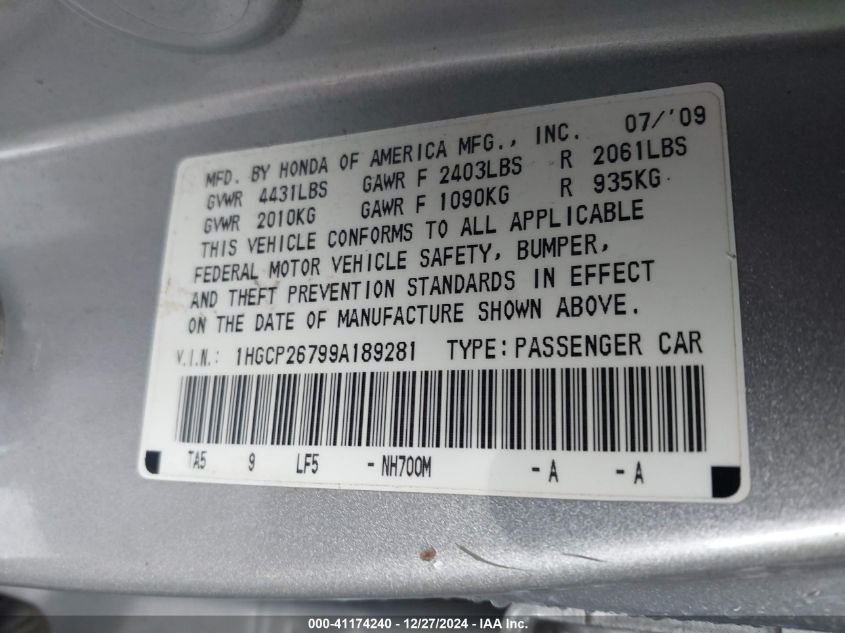 07/'09
MFD. BY HONDA OF AMERICA MFG., INC.
GVWR 4431LBS GAWR F 2403LBS R 2061LBS
GVWR 2010KG GAWR F 1090KG R 935KG
THIS VEHICLE CONFORMS TO ALL APPLICABLE
FEDERAL MOTOR VEHICLE SAFETY, BUMPER,
AND THEFT PREVENTION STANDARDS IN EFFECT
ON THE DATE OF MANUFACTURE SHOWN ABOVE.
V.I.N.: 1HGCP26799A189281 TYPE: PASSENGER CAR
TA5 9 LF5 - NH700M - A - A
000-41174240 - 12/27/2024 - IAA Inc.